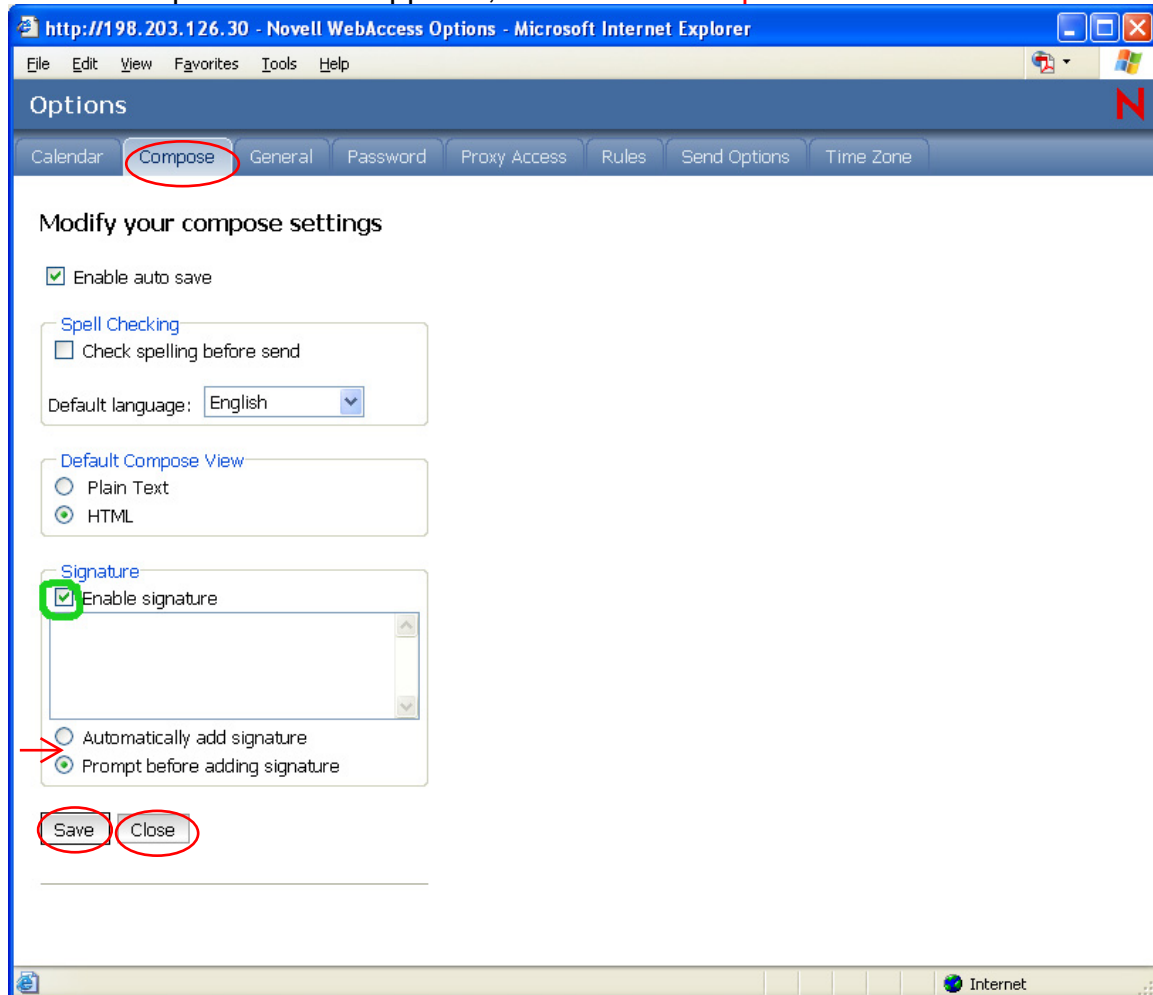 http://198.203.126.30 - Novell WebAccess Options - Microsoft Internet Explorer
File Edit View Favorites Tools Help
Options N
Calendar Compose General Password Proxy Access Rules Send Options Time Zone
Modify your compose settings
Enable auto save
Spell Checking
Check spelling before send
Default language: English
Default Compose View
Plain Text
HTML
Signature
Enable signature
Automatically add signature
Prompt before adding signature
Save Close
Internet